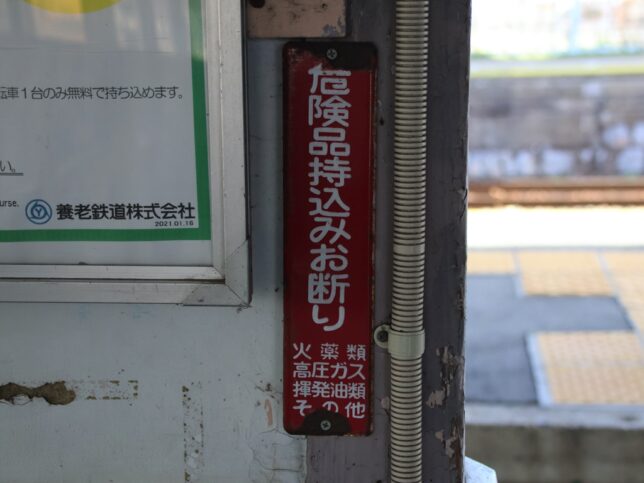 転車1台のみ無料で持ち込めます。
い。
urse.
養老鉄道株式会社
2021.01.16
危険品持込みお断り
火薬類
高圧ガス
揮発油類
その他